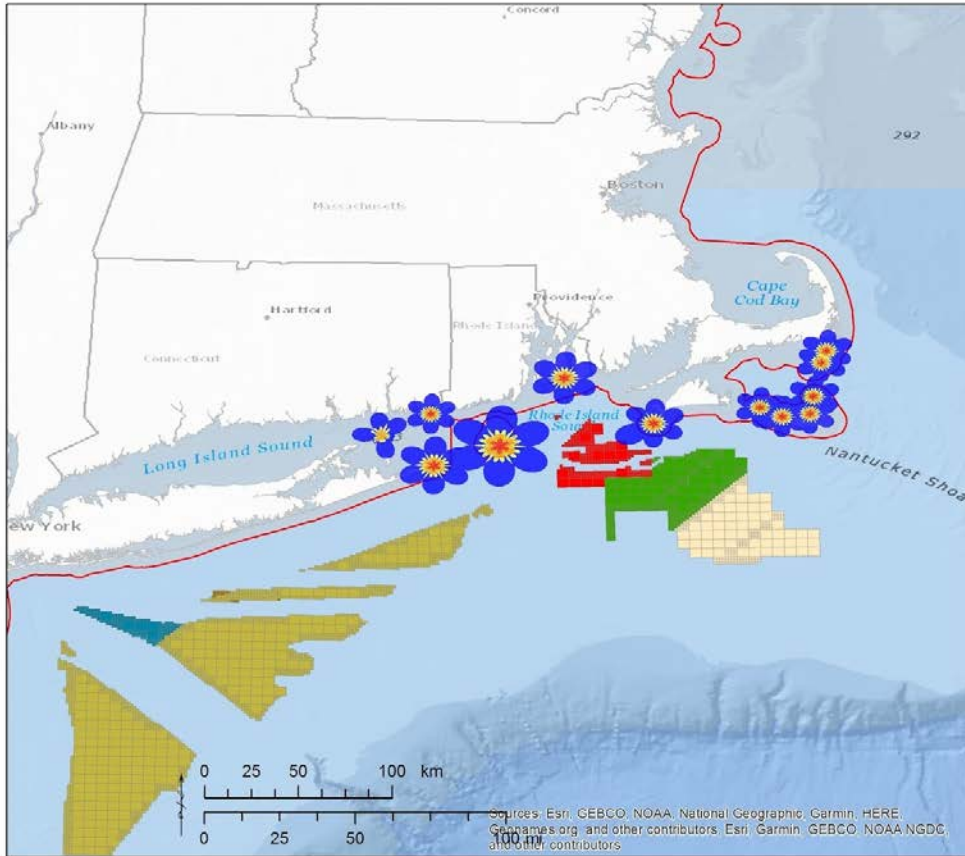 Concord
Albany
292
Boston
Massachusetts
Cape
Cod Bay
Hartford
Providence
Rhode Island
Connecticut
Rhode Island
Long Island Sound
Nantucket Shoa
ew York
0 25 50 100 km
0 25 50 100 mi
Sources: Esri, GEBCO, NOAA, National Geographic, Garmin, HERE,
Geonames.org, and other contributors, Esri, Garmin, GEBCO, NOAA NGDC,
and other contributors